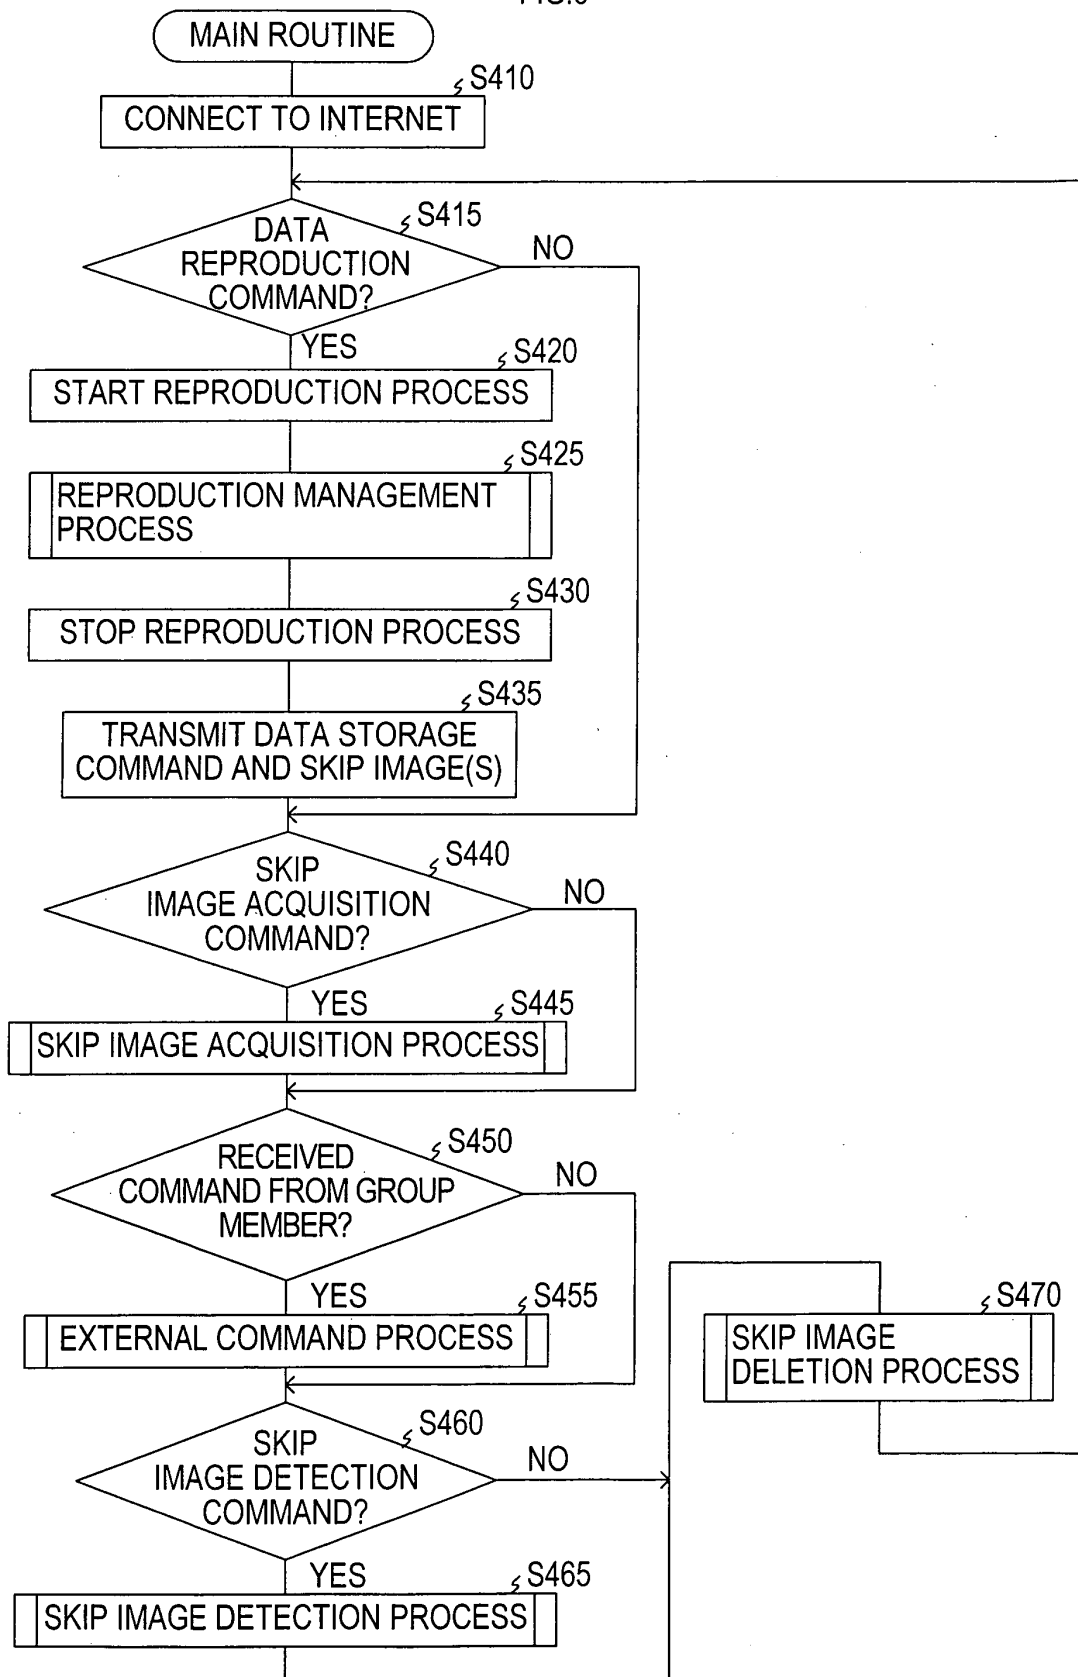 MAIN ROUTINE
S410
CONNECT TO INTERNET
S415
DATA
REPRODUCTION
COMMAND?
NO
YES
S420
START REPRODUCTION PROCESS
S425
REPRODUCTION MANAGEMENT
PROCESS
S430
STOP REPRODUCTION PROCESS
S435
TRANSMIT DATA STORAGE
COMMAND AND SKIP IMAGE(S)
S440
SKIP
IMAGE ACQUISITION
COMMAND?
NO
YES
S445
SKIP IMAGE ACQUISITION PROCESS
S450
RECEIVED
COMMAND FROM GROUP
MEMBER?
NO
YES
S455
EXTERNAL COMMAND PROCESS
S470
SKIP IMAGE
DELETION PROCESS
S460
SKIP
IMAGE DETECTION
COMMAND?
NO
YES
S465
SKIP IMAGE DETECTION PROCESS